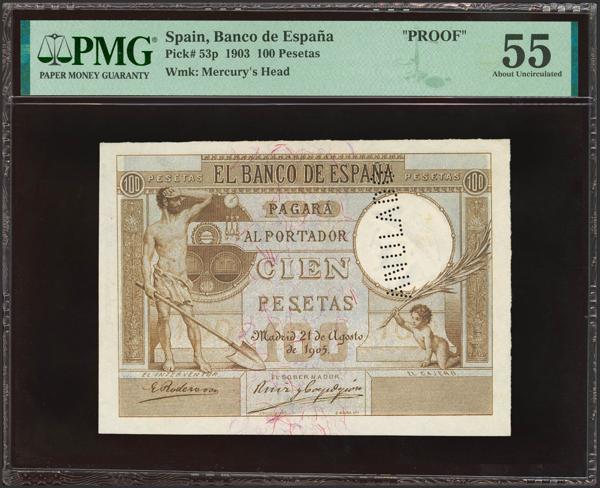 PMG®
PAPER MONEY GUARANTY
Spain, Banco de España
Pick# 53p 1903 100 Pesetas
Wmk: Mercury's Head
"PROOF"
55
About Uncirculated
100 PESETAS
PESETAS 100
EL BANCO DE ESPAÑA
PAGARÁ
AL PORTADOR
CIEN
PESETAS
Madrid 21 de Agosto
de 1903.
ANULAD
EL INTERVENTOR
EL GOBERNADOR
EL CAJERO.